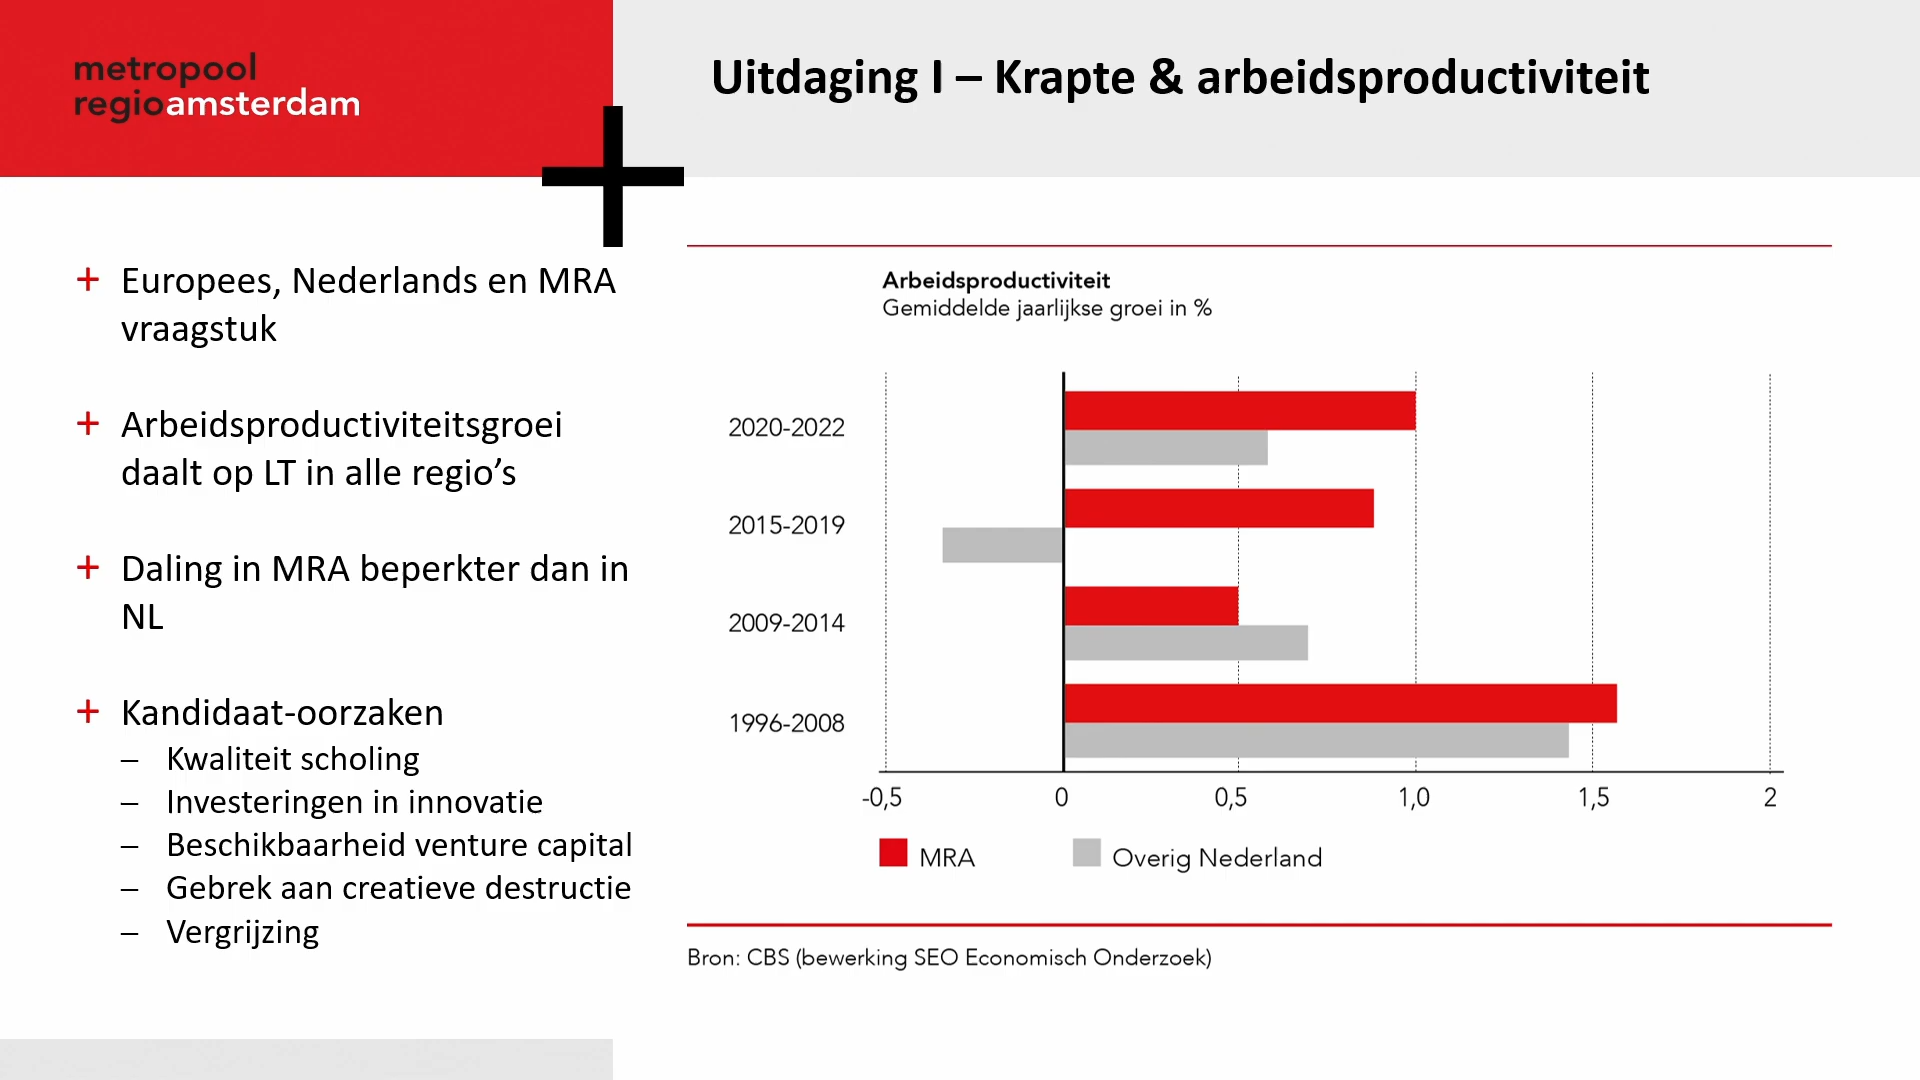 metropool
regioamsterdam
Uitdaging I – Krapte & arbeidsproductiviteit
+ Europees, Nederlands en MRA
vraagstuk
+ Arbeidsproductiviteitsgroei
daalt op LT in alle regio’s
+ Daling in MRA beperkter dan in
NL
+ Kandidaat-oorzaken
– Kwaliteit scholing
– Investeringen in innovatie
– Beschikbaarheid venture capital
– Gebrek aan creatieve destructie
– Vergrijzing
Arbeidsproductiviteit
Gemiddelde jaarlijkse groei in %
2020-2022
2015-2019
2009-2014
1996-2008
-0,5 0 0,5 1,0 1,5 2
MRA Overig Nederland
Bron: CBS (bewerking SEO Economisch Onderzoek)